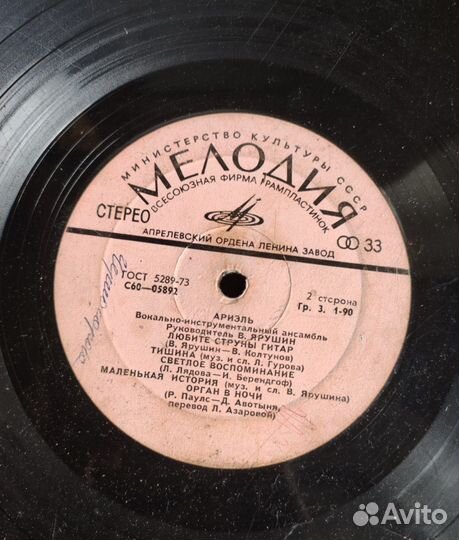 МИНИСТЕРСТВО КУЛЬТУРЫ СССР
МЕЛОДИЯ
ВСЕСОЮЗНАЯ ФИРМА ГРАМПЛАСТИНОК
СТЕРЕО
33
АПРЕЛЕВСКИЙ ОРДЕНА ЛЕНИНА ЗАВОД
ГОСТ 5289-73
С60—05892
2 сторона
Гр. 3. 1-90
АРИЭЛЬ
Вокально-инструментальный ансамбль
Руководитель В. ЯРУШИН
ЛЮБИТЕ СТРУНЫ ГИТАР
(В. Ярушин—В. Колтунов)
ТИШИНА (муз. и сл. Л. Гурова)
СВЕТЛОЕ ВОСПОМИНАНИЕ
(Л. Лядова—И. Берендгоф)
МАЛЕНЬКАЯ ИСТОРИЯ (муз. и сл. В. Ярушина)
ОРГАН В НОЧИ
(Р. Паулс—Д. Авотыня,
перевод Л. Азаровой)
Avito